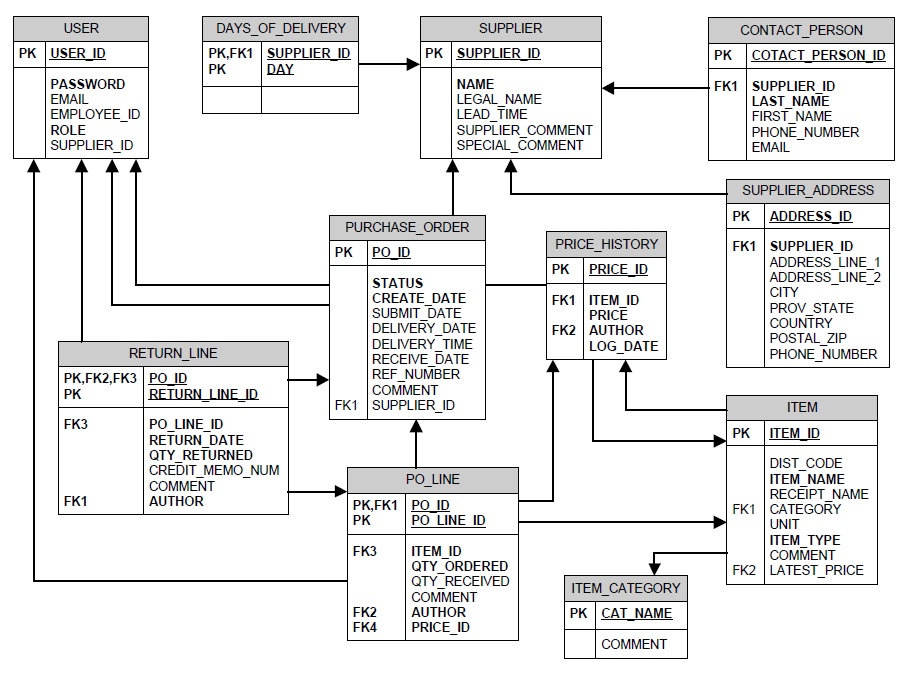 USER
PK USER_ID
PASSWORD
EMAIL
EMPLOYEE_ID
ROLE
SUPPLIER_ID
DAYS_OF_DELIVERY
PK,FK1 SUPPLIER_ID
PK DAY
SUPPLIER
PK SUPPLIER_ID
NAME
LEGAL_NAME
LEAD_TIME
SUPPLIER_COMMENT
SPECIAL_COMMENT
CONTACT_PERSON
PK COTACT_PERSON_ID
FK1 SUPPLIER_ID
LAST_NAME
FIRST_NAME
PHONE_NUMBER
EMAIL
SUPPLIER_ADDRESS
PK ADDRESS_ID
FK1 SUPPLIER_ID
ADDRESS_LINE_1
ADDRESS_LINE_2
CITY
PROV_STATE
COUNTRY
POSTAL_ZIP
PHONE_NUMBER
PURCHASE_ORDER
PK PO_ID
STATUS
CREATE_DATE
SUBMIT_DATE
DELIVERY_DATE
DELIVERY_TIME
RECEIVE_DATE
REF_NUMBER
COMMENT
FK1 SUPPLIER_ID
PRICE_HISTORY
PK PRICE_ID
FK1 ITEM_ID
PRICE
FK2 AUTHOR
LOG_DATE
RETURN_LINE
PK,FK2,FK3 PO_ID
PK RETURN_LINE_ID
FK3 PO_LINE_ID
RETURN_DATE
QTY_RETURNED
CREDIT_MEMO_NUM
COMMENT
FK1 AUTHOR
ITEM
PK ITEM_ID
DIST_CODE
ITEM_NAME
RECEIPT_NAME
FK1 CATEGORY
UNIT
ITEM_TYPE
COMMENT
FK2 LATEST_PRICE
PO_LINE
PK,FK1 PO_ID
PK PO_LINE_ID
FK3 ITEM_ID
QTY_ORDERED
QTY_RECEIVED
COMMENT
FK2 AUTHOR
FK4 PRICE_ID
ITEM_CATEGORY
PK CAT_NAME
COMMENT